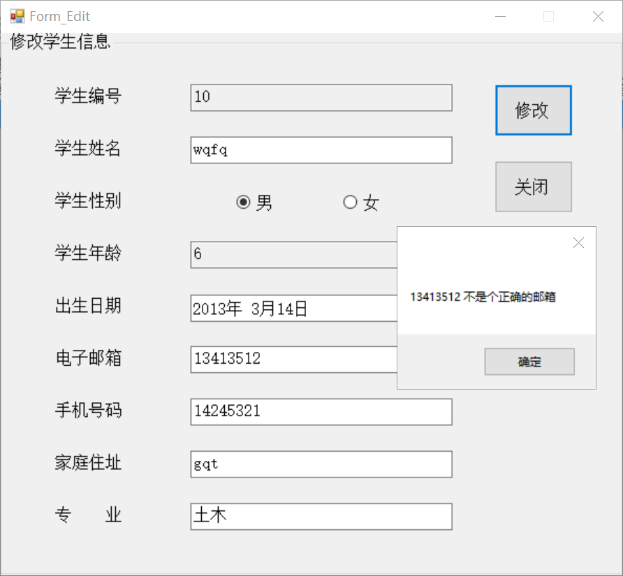 Form_Edit
修改学生信息
学生编号 10 修改
学生姓名 wqfq
学生性别 男 女 关闭
学生年龄 6
出生日期 2013年 3月14日
13413512 不是个正确的邮箱
电子邮箱 13413512 确定
手机号码 14245321
家庭住址 gqt
专 业 土木